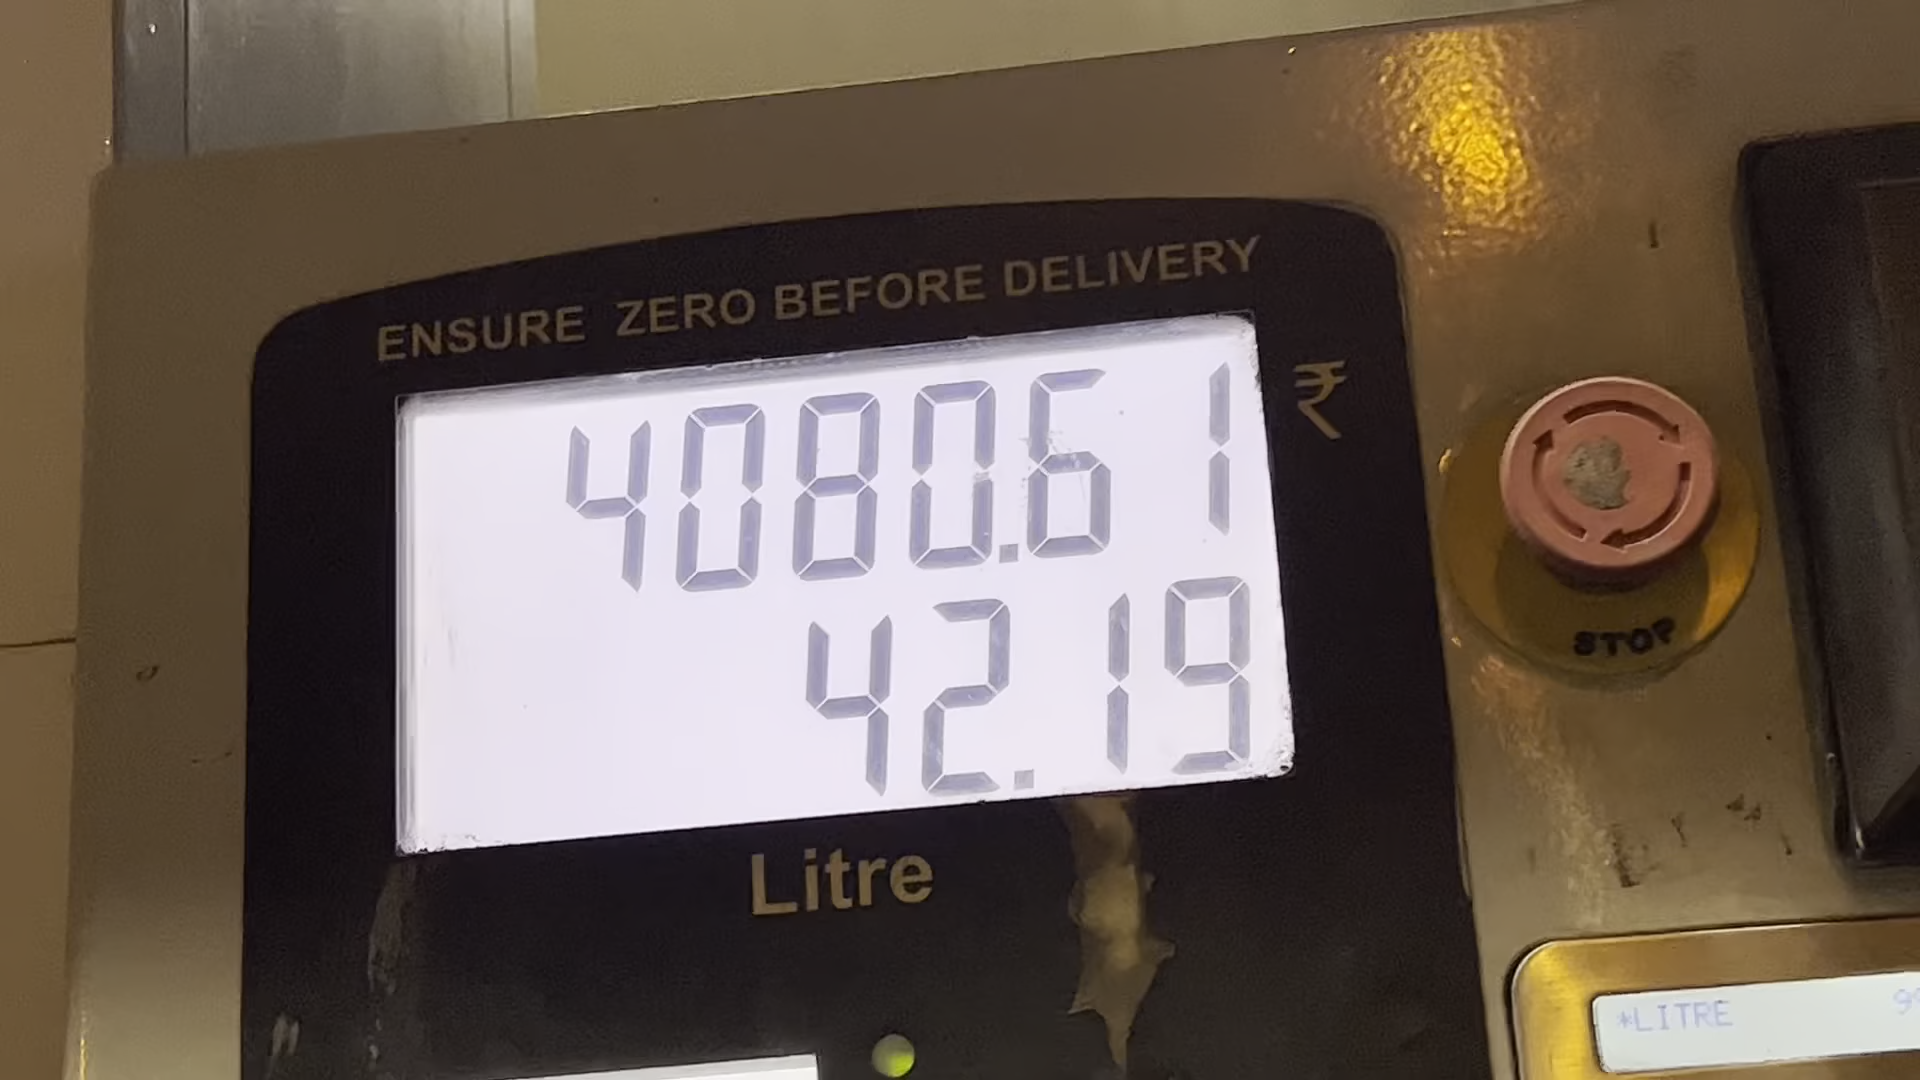 ENSURE ZERO BEFORE DELIVERY
4080.61 ₹
42.19
Litre
STOP
*LITRE